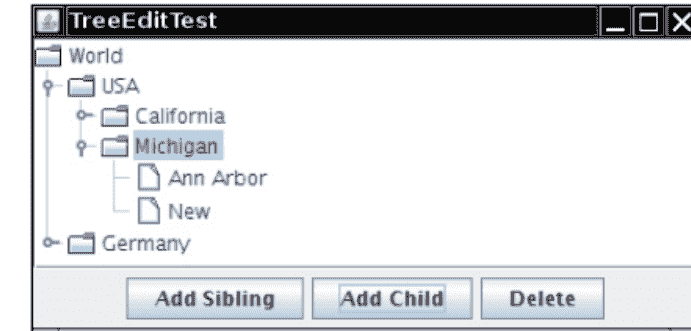 TreeEditTest
World
USA
California
Michigan
Ann Arbor
New
Germany
Add Sibling Add Child Delete